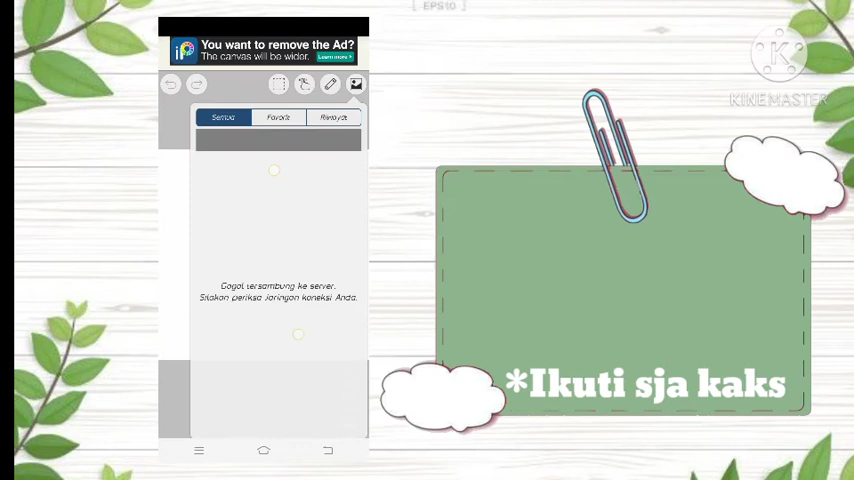 [ EPS10 ]
You want to remove the Ad?
The canvas will be wider.
Learn more >
KINEMASTER
Semua
Favorit
Riwayat
Gagal tersambung ke server.
Silakan periksa jaringan koneksi Anda.
*Ikuti sja kaks